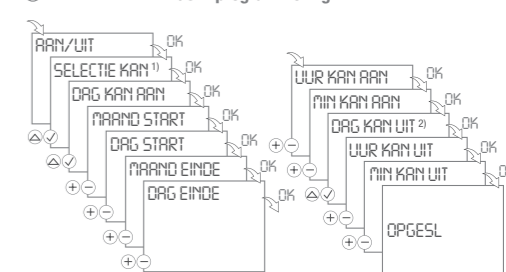 AAN/UIT
OK
SELECTIE KAN 1)
OK
DAG KAN AAN
OK
MAAND START
OK
DAG START
OK
MAAND EINDE
OK
DAG EINDE
OK
UUR KAN AAN
OK
MIN KAN AAN
OK
DAG KAN UIT 2)
OK
UUR KAN UIT
OK
MIN KAN UIT
OPGESL